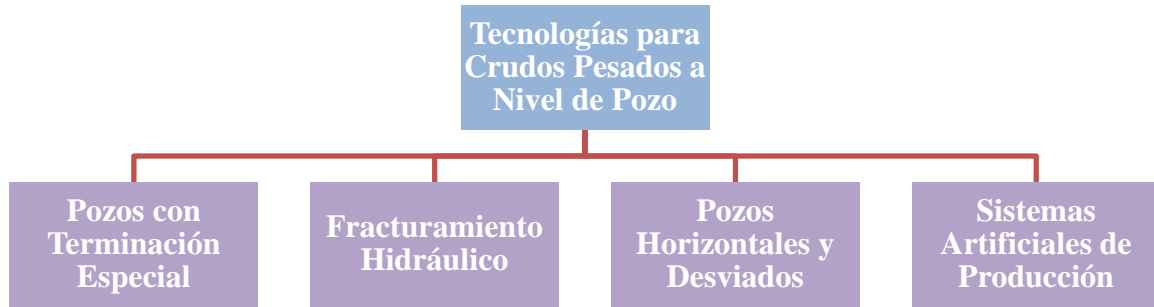 Tecnologías para
Crudos Pesados a
Nivel de Pozo
Pozos con
Terminación
Especial
Fracturamiento
Hidráulico
Pozos
Horizontales y
Desviados
Sistemas
Artificiales de
Producción